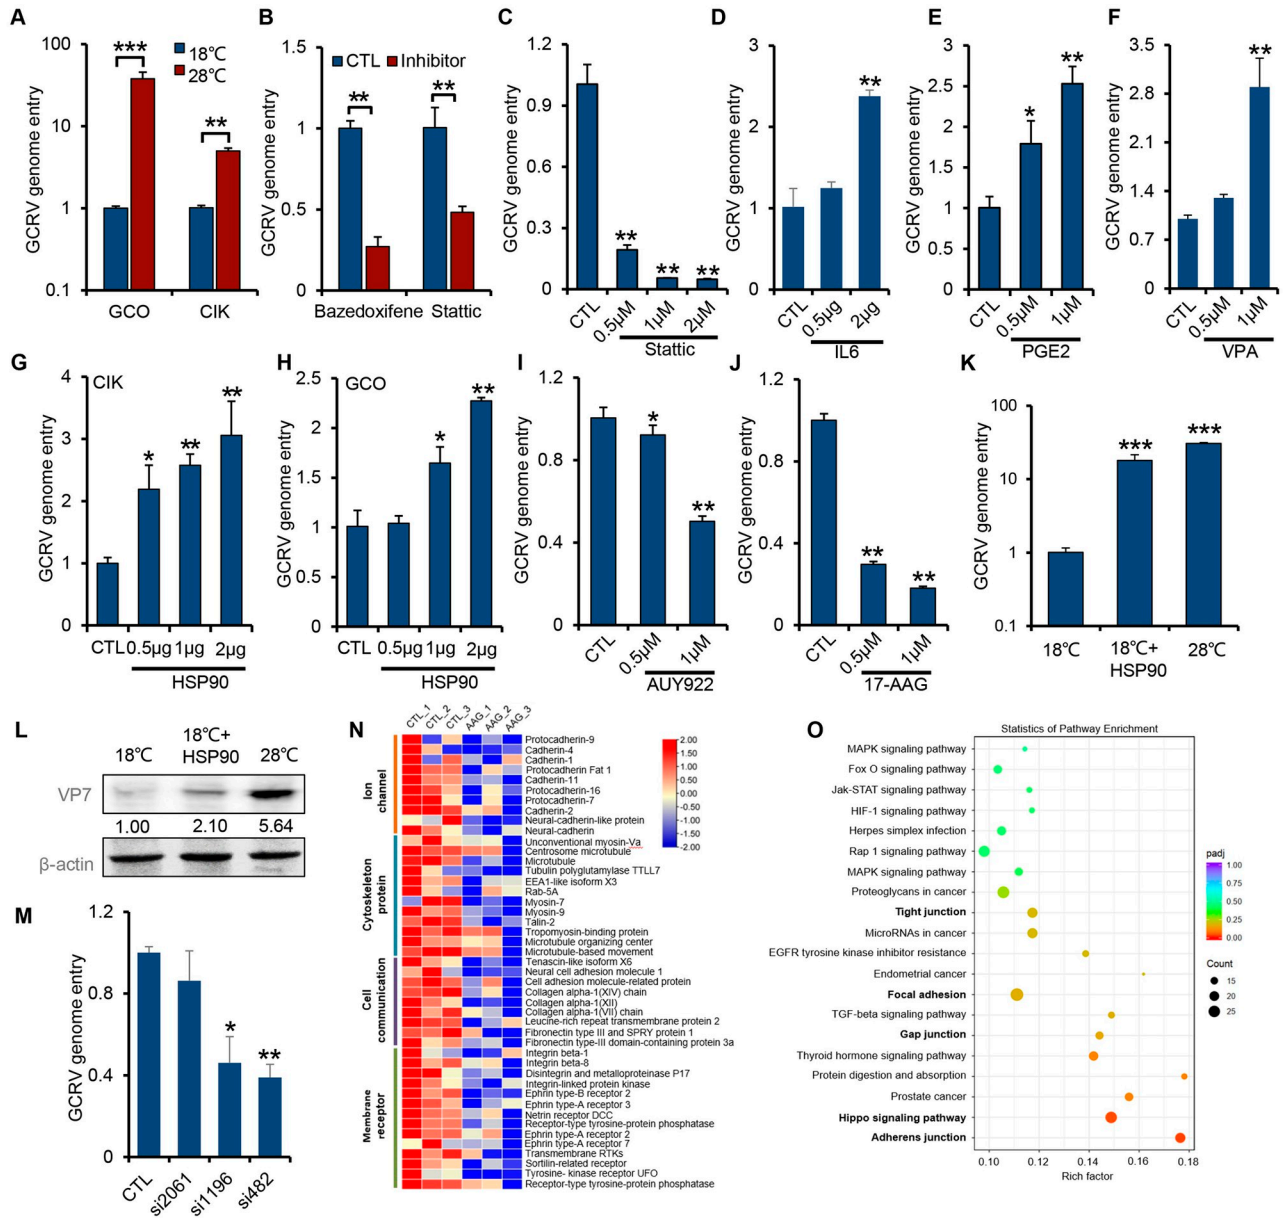 A
GCRV genome entry
100
10
1
0.1
***
**
18℃
28℃
GCO
CIK
B
GCRV genome entry
1.5
1
0.5
0
CTL
Inhibitor
**
**
Bazedoxifene
Stattic
C
GCRV genome entry
1.2
0.9
0.6
0.3
0
**
**
**
CTL
0.5μM
1μM
2μM
Stattic
D
GCRV genome entry
3
2
1
0
**
CTL
0.5μg
2μg
IL6
E
GCRV genome entry
3
2.5
2
1.5
1
0.5
0
*
**
CTL
0.5μM
1μM
PGE2
F
GCRV genome entry
3.5
2.8
2.1
1.4
0.7
0
**
CTL
0.5μM
1μM
VPA
G
CIK
GCRV genome entry
4
3
2
1
0
*
**
**
CTL
0.5μg
1μg
2μg
HSP90
H
GCO
GCRV genome entry
2.5
2
1.5
1
0.5
0
*
**
CTL
0.5μg
1μg
2μg
HSP90
I
GCRV genome entry
1.2
0.8
0.4
0
*
**
CTL
0.5μM
1μM
AUY922
J
GCRV genome entry
1.2
0.8
0.4
0
**
**
CTL
0.5μM
1μM
17-AAG
K
GCRV genome entry
100
10
1
0.1
***
***
18℃
18℃+
HSP90
28℃
L
18℃
18℃+
HSP90
28℃
VP7
1.00
2.10
5.64
β-actin
M
GCRV genome entry
1.2
0.8
0.4
0
*
**
CTL
si2061
si1196
si482
N
CTL_1
CTL_2
CTL_3
AAG_1
AAG_2
AAG_3
Ion
channel
Protocadherin-9
Cadherin-4
Cadherin-1
Protocadherin Fat 1
Cadherin-11
Protocadherin-16
Protocadherin-7
Cadherin-2
Neural-cadherin-like protein
Neural-cadherin
Cytoskeleton
protein
Unconventional myosin-Va
Centrosome microtubule
Microtubule
Tubulin polyglutamylase TTLL7
EEA1-like isoform X3
Rab-5A
Myosin-7
Myosin-9
Talin-2
Tropomyosin-binding protein
Microtubule organizing center
Microtubule-based movement
Cell
communication
Tenascin-like isoform X6
Neural cell adhesion molecule 1
Cell adhesion molecule-related protein
Collagen alpha-1(XIV) chain
Collagen alpha-1(XII)
Collagen alpha-1(VII) chain
Leucine-rich repeat transmembrane protein 2
Fibronectin type III and SPRY protein 1
Fibronectin type-III domain-containing protein 3a
Membrane
receptor
Integrin beta-1
Integrin beta-8
Disintegrin and metalloproteinase P17
Integrin-linked protein kinase
Ephrin type-B receptor 2
Ephrin type-A receptor 3
Netrin receptor DCC
Receptor-type tyrosine-protein phosphatase
Ephrin type-A receptor 2
Ephrin type-A receptor 7
Transmembrane RTKs
Sortilin-related receptor
Tyrosine- kinase receptor UFO
Receptor-type tyrosine-protein phosphatase
2.00
1.50
1.00
0.50
0.00
-0.50
-1.00
-1.50
-2.00
O
Statistics of Pathway Enrichment
MAPK signaling pathway
Fox O signaling pathway
Jak-STAT signaling pathway
HIF-1 signaling pathway
Herpes simplex infection
Rap 1 signaling pathway
MAPK signaling pathway
Proteoglycans in cancer
Tight junction
MicroRNAs in cancer
EGFR tyrosine kinase inhibitor resistance
Endometrial cancer
Focal adhesion
TGF-beta signaling pathway
Gap junction
Thyroid hormone signaling pathway
Protein digestion and absorption
Prostate cancer
Hippo signaling pathway
Adherens junction
0.10
0.12
0.14
0.16
0.18
Rich factor
padj
1.00
0.75
0.50
0.25
0.00
Count
15
20
25